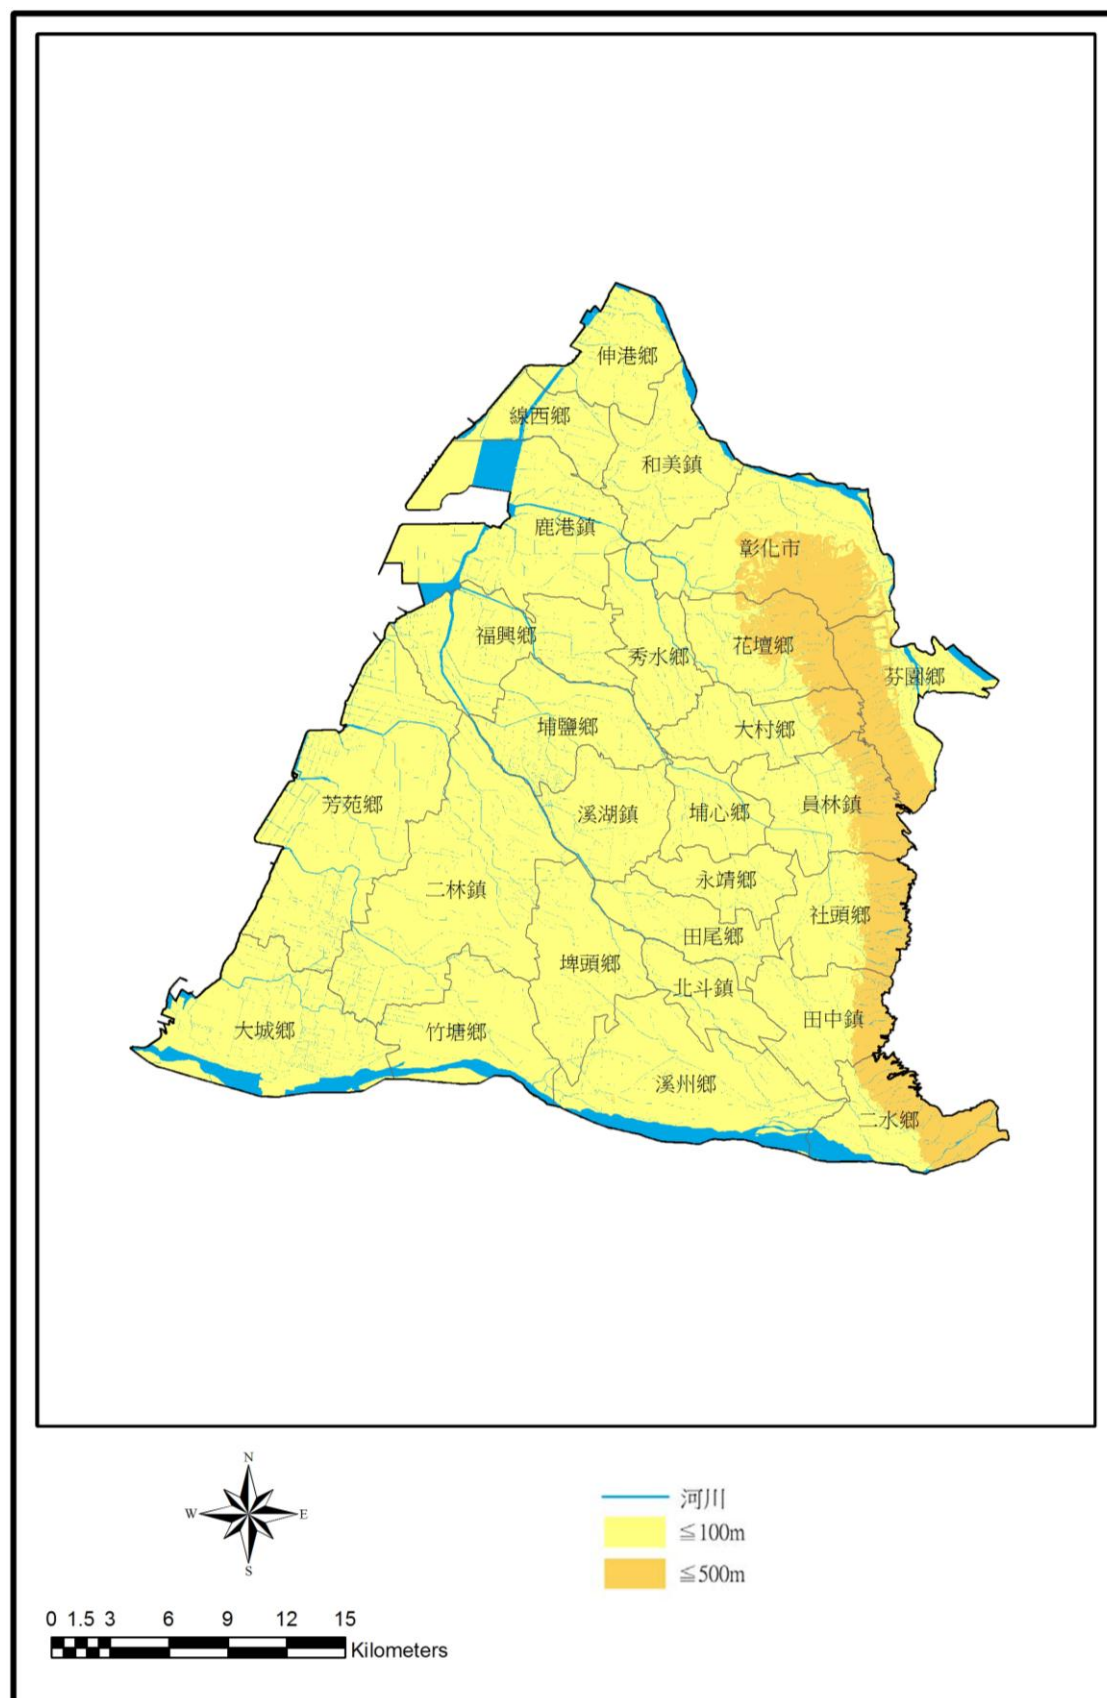 伸港鄉
線西鄉
和美鎮
鹿港鎮
彰化市
福興鄉
秀水鄉
花壇鄉
芬園鄉
埔鹽鄉
大村鄉
芳苑鄉
溪湖鎮
埔心鄉
員林鎮
二林鎮
永靖鄉
社頭鄉
田尾鄉
埤頭鄉
北斗鎮
田中鎮
大城鄉
竹塘鄉
溪州鄉
二水鄉
N
W E
S
河川
≦100m
≦500m
0 1.5 3 6 9 12 15
Kilometers